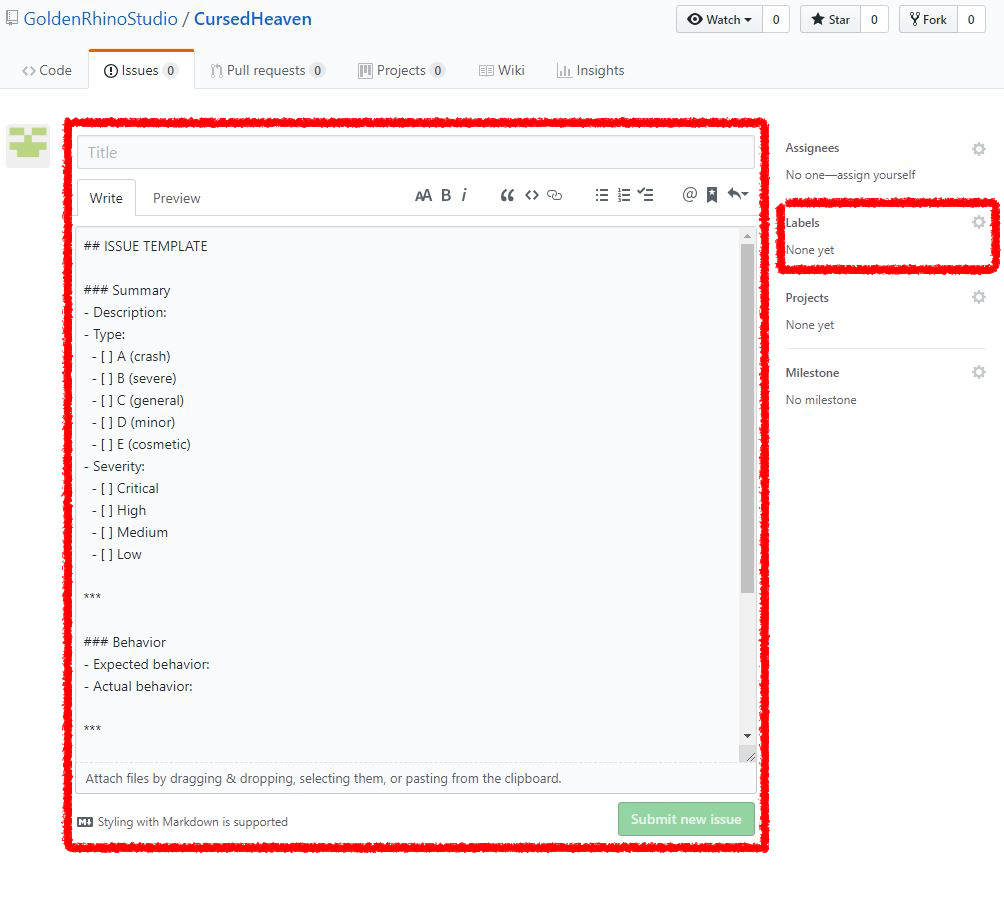 GoldenRhinoStudio / CursedHeaven
Watch 0 Star 0 Fork 0
<> Code Issues 0 Pull requests 0 Projects 0 Wiki Insights
Title
Write Preview AA B i “ <> @
## ISSUE TEMPLATE
### Summary
- Description:
- Type:
- [ ] A (crash)
- [ ] B (severe)
- [ ] C (general)
- [ ] D (minor)
- [ ] E (cosmetic)
- Severity:
- [ ] Critical
- [ ] High
- [ ] Medium
- [ ] Low
***
### Behavior
- Expected behavior:
- Actual behavior:
***
Attach files by dragging & dropping, selecting them, or pasting from the clipboard.
Styling with Markdown is supported
Submit new issue
Assignees
No one—assign yourself
Labels
None yet
Projects
None yet
Milestone
No milestone